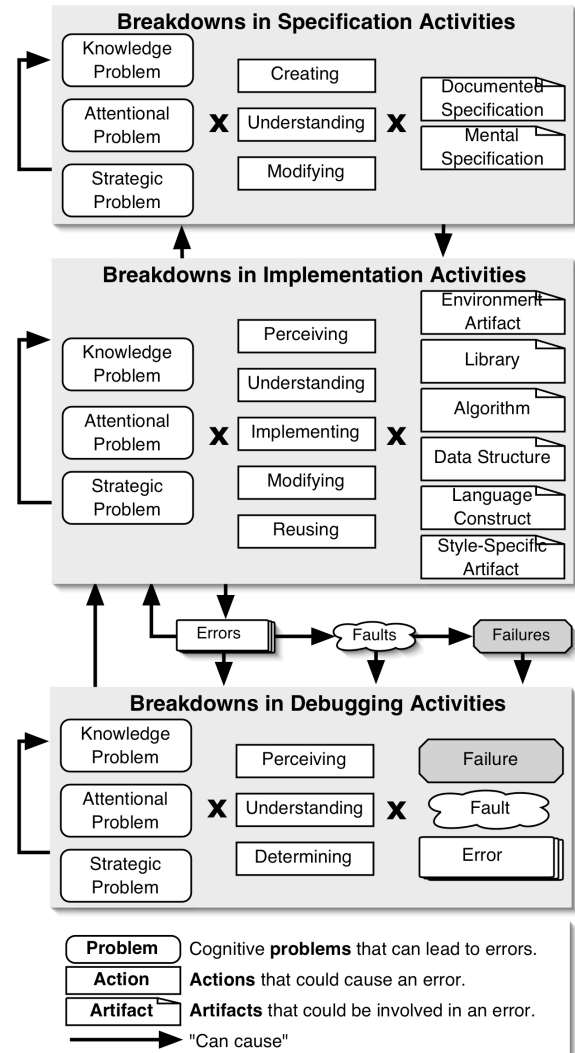 Breakdowns in Specification Activities
Knowledge
Problem
Attentional
Problem
Strategic
Problem
x
Creating
Understanding
Modifying
x
Documented
Specification
Mental
Specification
Breakdowns in Implementation Activities
Knowledge
Problem
Attentional
Problem
Strategic
Problem
x
Perceiving
Understanding
Implementing
Modifying
Reusing
x
Environment
Artifact
Library
Algorithm
Data Structure
Language
Construct
Style-Specific
Artifact
Errors
Faults
Failures
Breakdowns in Debugging Activities
Knowledge
Problem
Attentional
Problem
Strategic
Problem
x
Perceiving
Understanding
Determining
x
Failure
Fault
Error
Problem Cognitive problems that can lead to errors.
Action Actions that could cause an error.
Artifact Artifacts that could be involved in an error.
"Can cause"